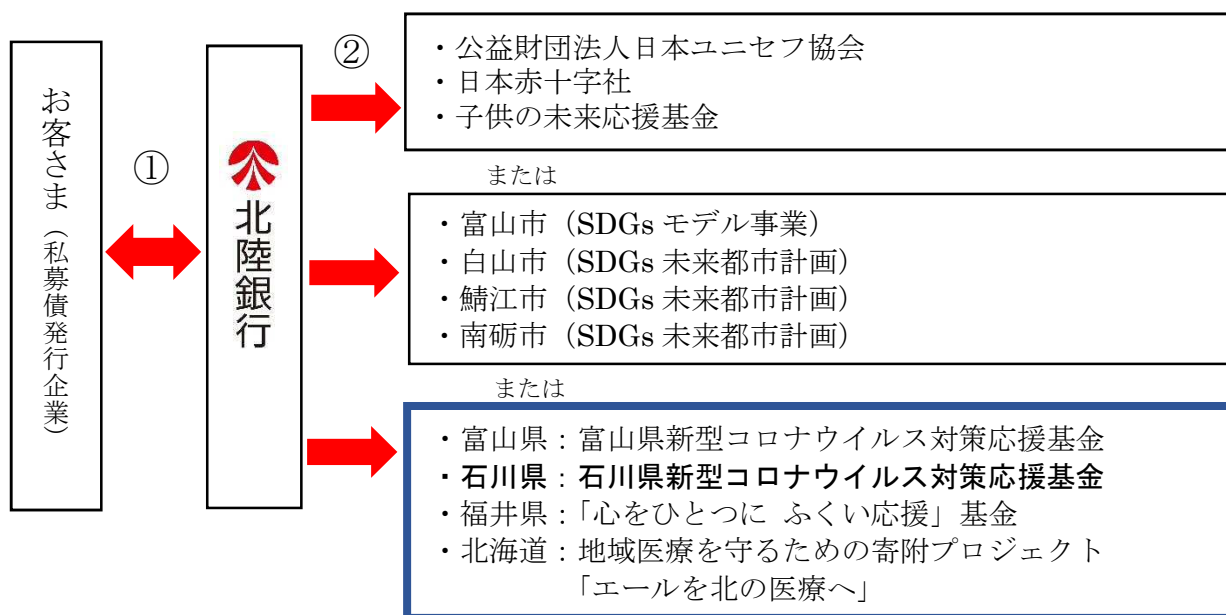 お客さま（私募債発行企業）
①
北陸銀行
②
・公益財団法人日本ユニセフ協会
・日本赤十字社
・子供の未来応援基金
または
・富山市（SDGs モデル事業）
・白山市（SDGs 未来都市計画）
・鯖江市（SDGs 未来都市計画）
・南砺市（SDGs 未来都市計画）
または
・富山県：富山県新型コロナウイルス対策応援基金
・石川県：石川県新型コロナウイルス対策応援基金
・福井県：「心をひとつに ふくい応援」基金
・北海道：地域医療を守るための寄附プロジェクト
「エールを北の医療へ」